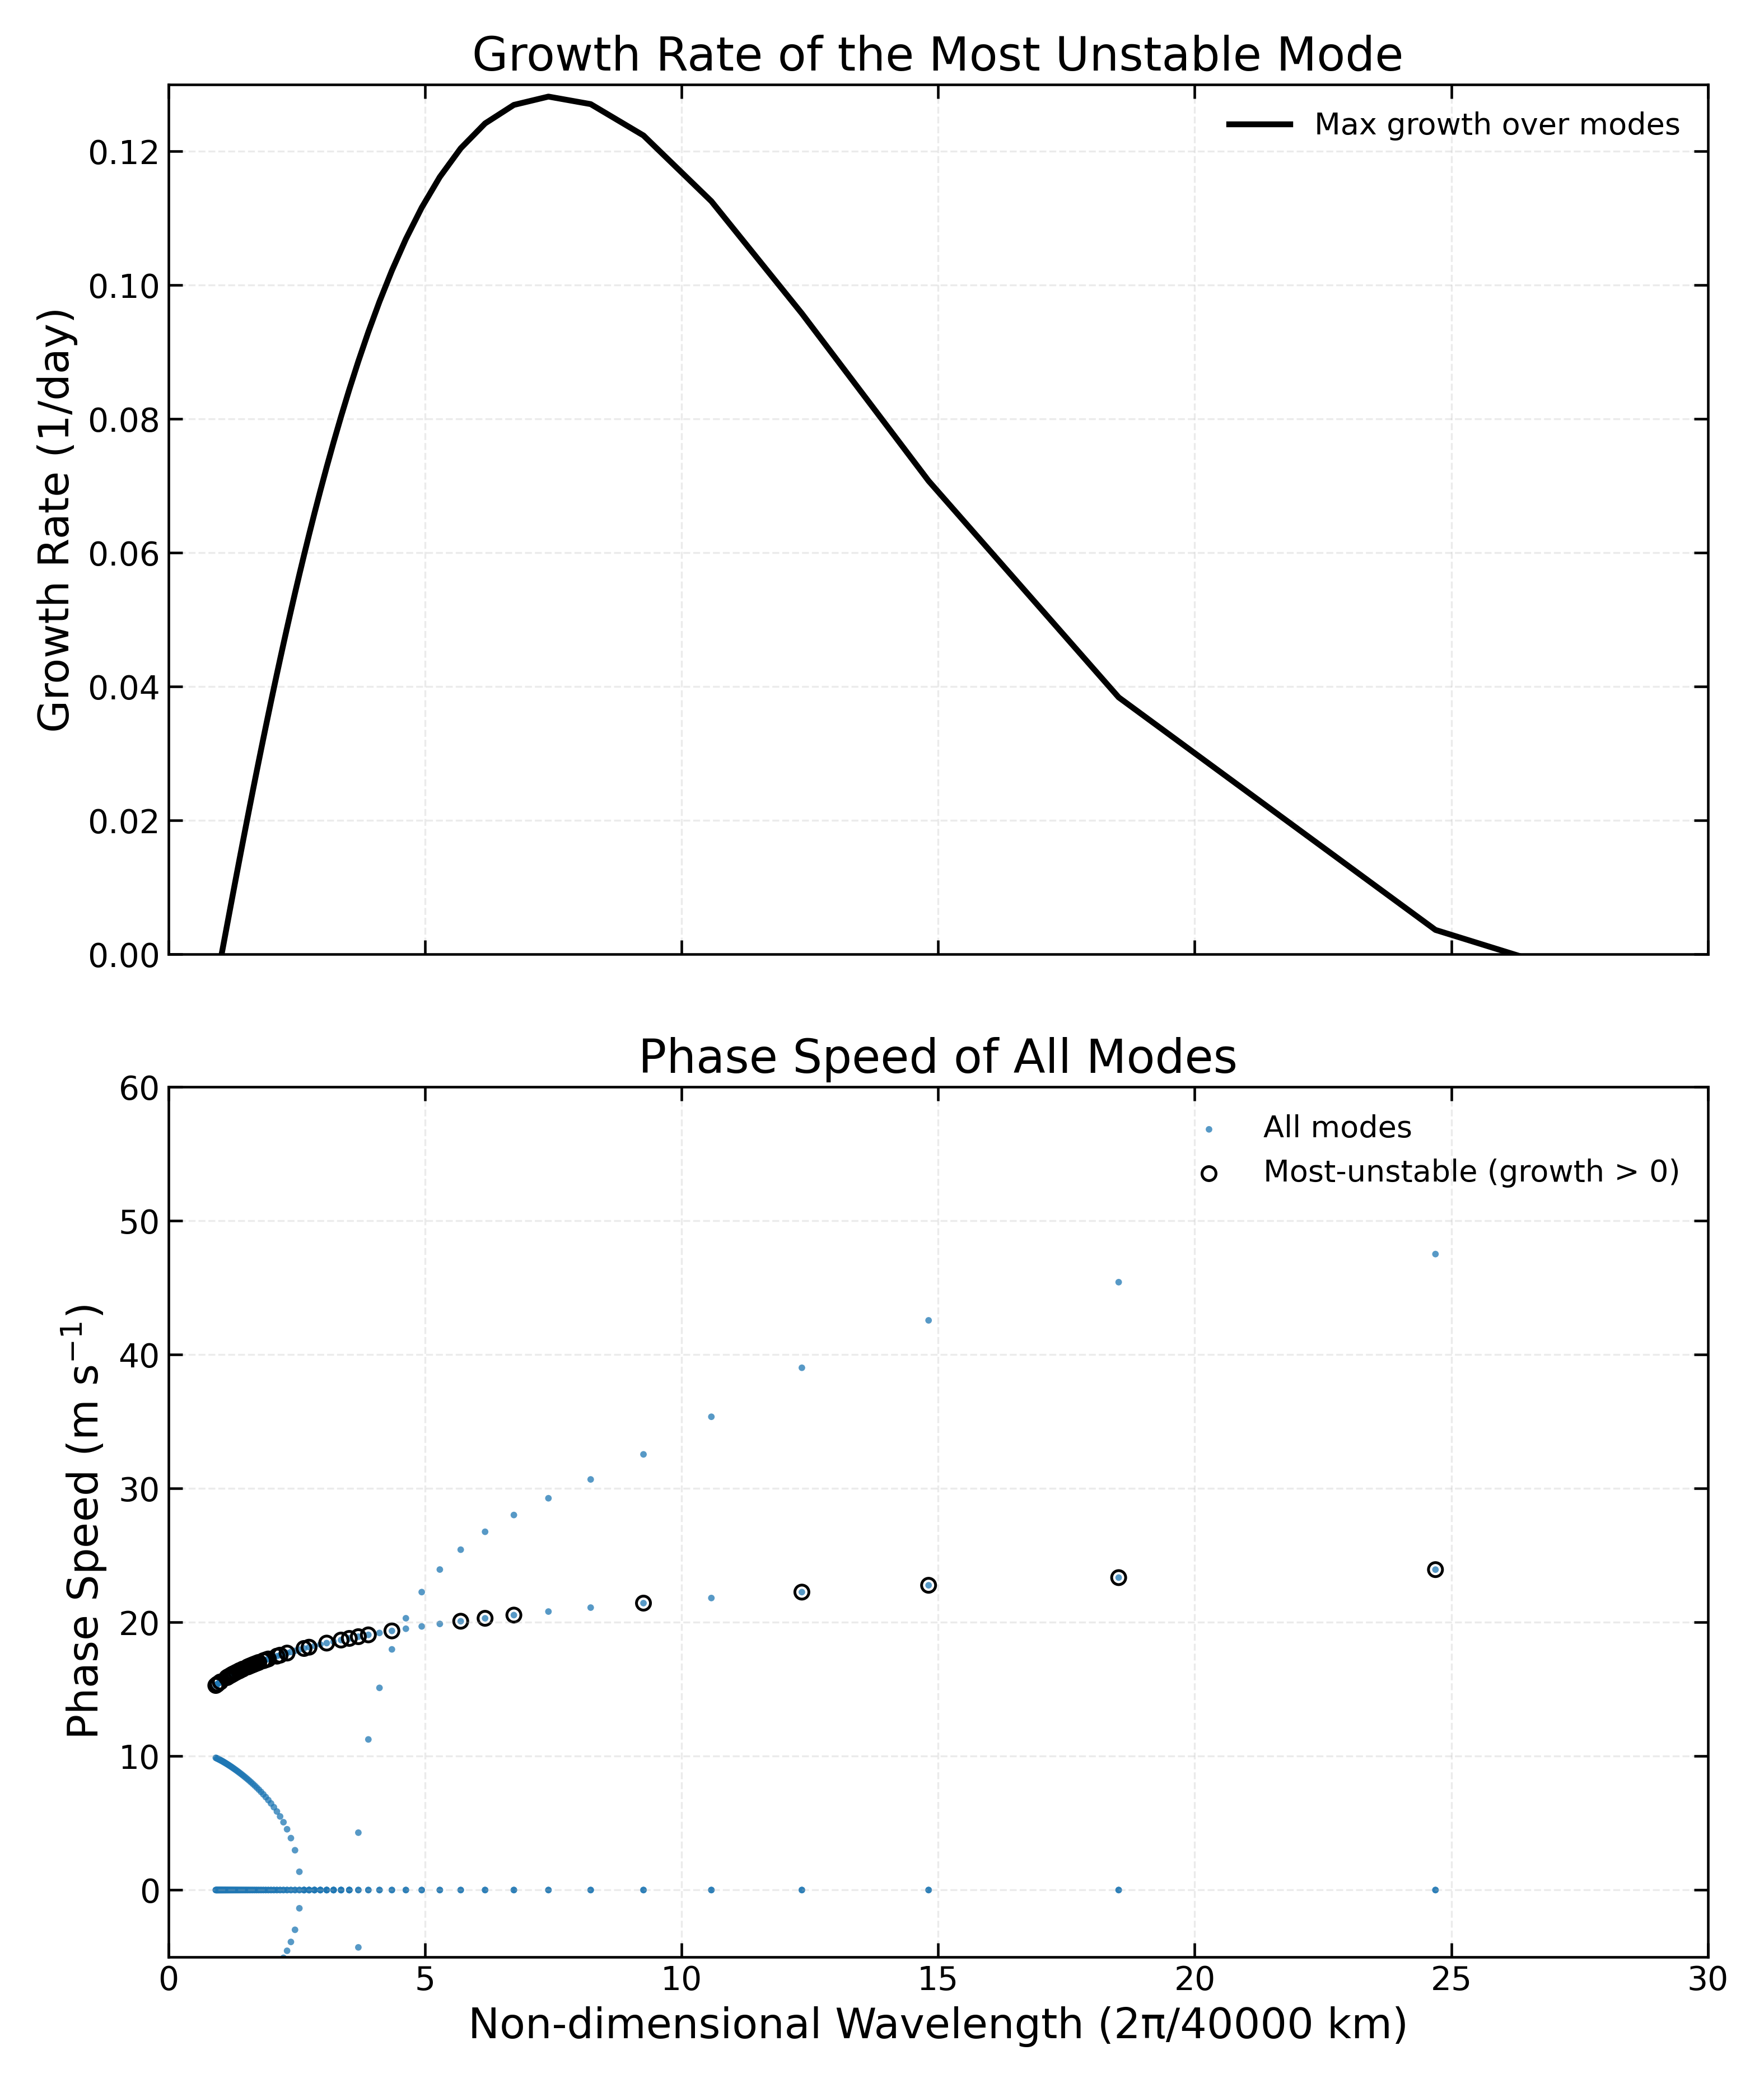 Growth Rate of the Most Unstable Mode
Max growth over modes
Growth Rate (1/day)
0.12
0.10
0.08
0.06
0.04
0.02
0.00
Phase Speed of All Modes
All modes
Most-unstable (growth > 0)
Phase Speed (m s⁻¹)
60
50
40
30
20
10
0
0 5 10 15 20 25 30
Non-dimensional Wavelength (2π/40000 km)